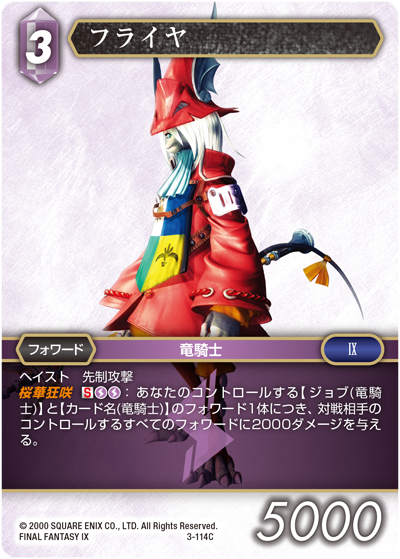 3
フライヤ
フォワード
竜騎士
IX
ヘイスト 先制攻撃
桜華狂咲 S : あなたのコントロールする【ジョブ(竜騎
士)】と【カード名(竜騎士)】のフォワード1体につき、対戦相手の
コントロールするすべてのフォワードに2000ダメージを与え
る。
© 2000 SQUARE ENIX CO., LTD. All Rights Reserved.
FINAL FANTASY IX
3-114C
5000